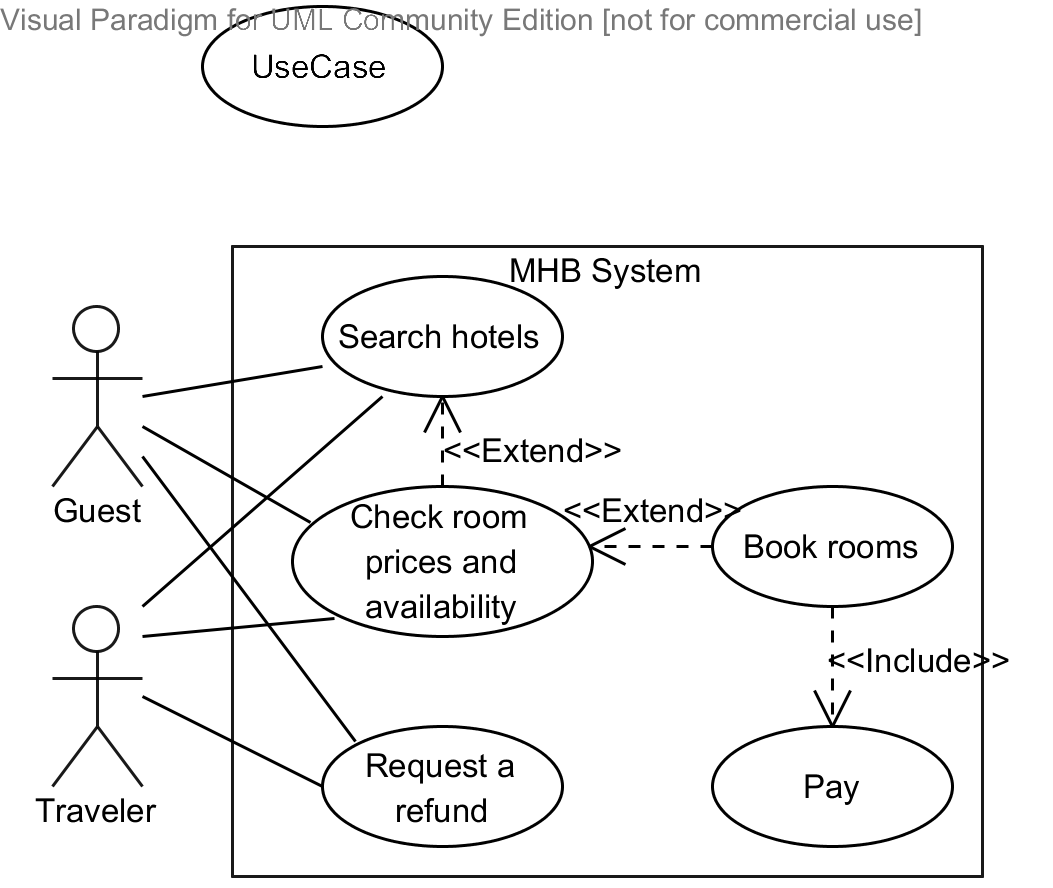 Visual Paradigm for UML Community Edition [not for commercial use]
UseCase
MHB System
Search hotels
<<Extend>>
Guest
Check room
prices and
availability
<<Extend>>
Book rooms
<<Include>>
Traveler
Request a
refund
Pay